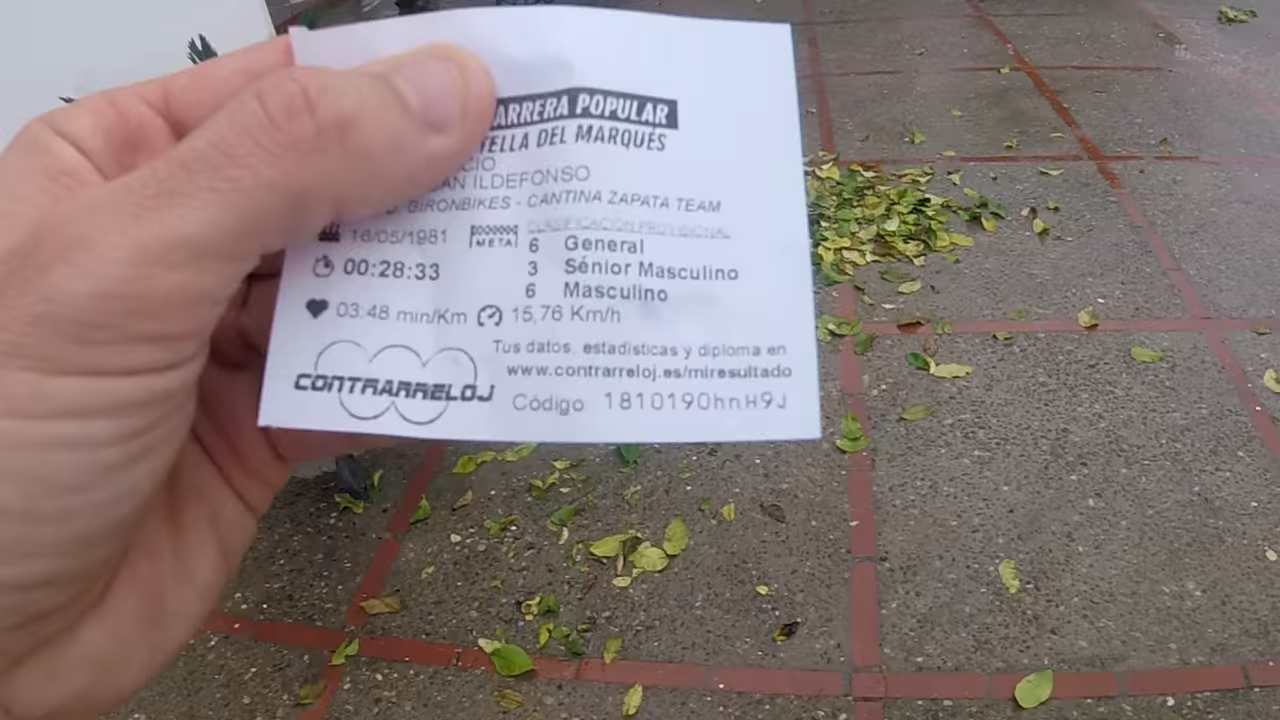 ARRERA POPULAR
TELLA DEL MARQUÉS
CIO
AN ILDEFONSO
GIRONBIKES - CANTINA ZAPATA TEAM
16/05/1981 META CLASIFICACIÓN PROVISIONAL
6 General
00:28:33 3 Sénior Masculino
6 Masculino
03:48 min/Km 15,76 Km/h
Tus datos, estadísticas y diploma en
www.contrarreloj.es/miresultado
CONTRARRELOJ Código 1810190hnH9J